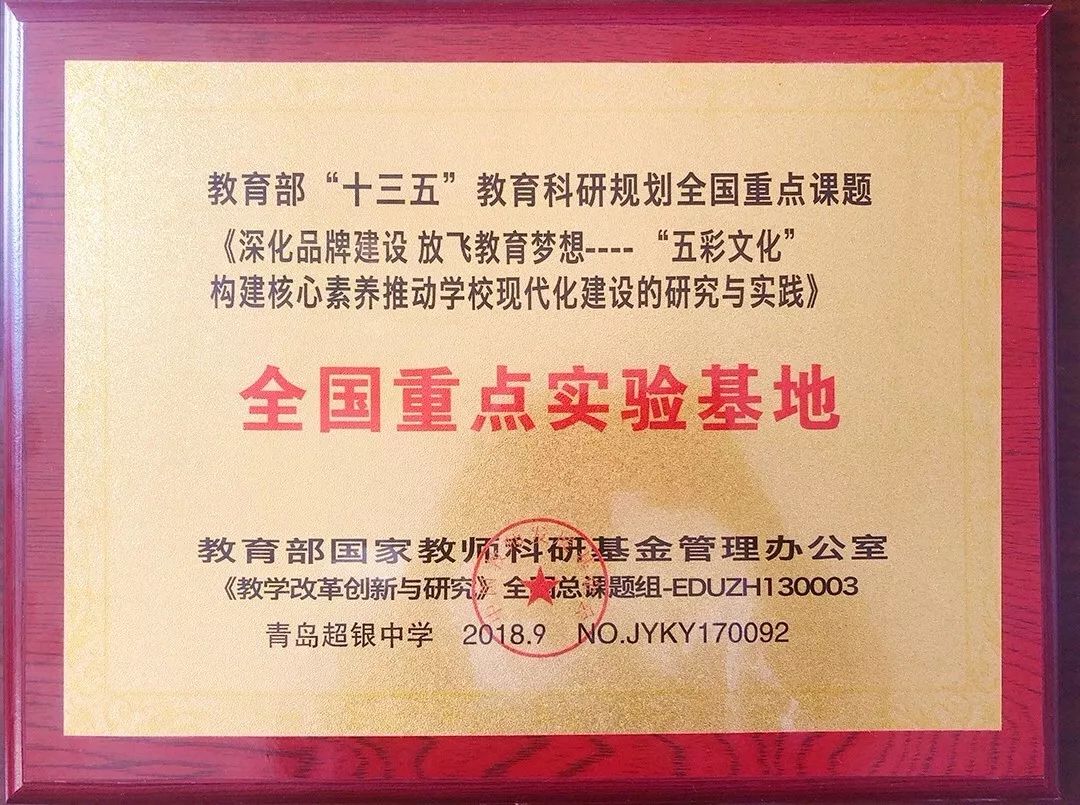 教育部“十三五”教育科研规划全国重点课题
《深化品牌建设 放飞教育梦想----“五彩文化”
构建核心素养推动学校现代化建设的研究与实践》
全国重点实验基地
教育部国家教师科研基金管理办公室
《教学改革创新与研究》全国总课题组-EDUZH130003
青岛超银中学 2018.9 NO.JYKY170092